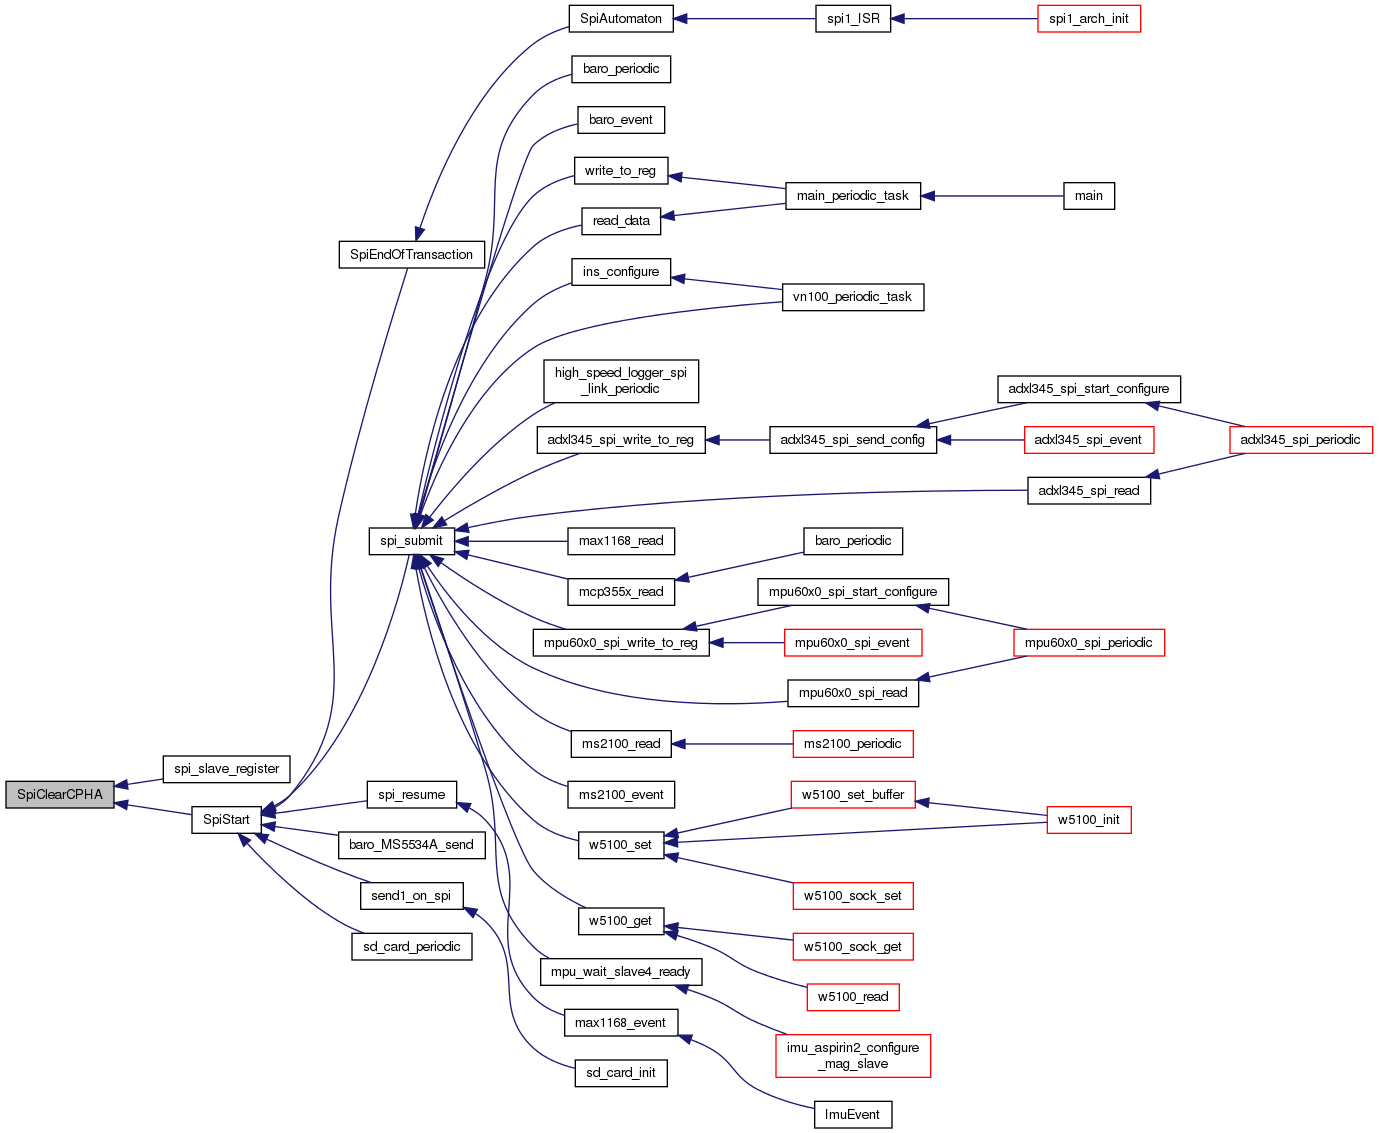 SpiAutomaton
spi1_ISR
spi1_arch_init
baro_periodic
baro_event
write_to_reg
main_periodic_task
main
read_data
SpiEndOfTransaction
ins_configure
vn100_periodic_task
high_speed_logger_spi
_link_periodic
adxl345_spi_start_configure
adxl345_spi_write_to_reg
adxl345_spi_send_config
adxl345_spi_event
adxl345_spi_periodic
adxl345_spi_read
spi_submit
max1168_read
baro_periodic
mcp355x_read
mpu60x0_spi_start_configure
mpu60x0_spi_write_to_reg
mpu60x0_spi_event
mpu60x0_spi_periodic
mpu60x0_spi_read
ms2100_read
ms2100_periodic
spi_slave_register
SpiClearCPHA
spi_resume
ms2100_event
w5100_set_buffer
SpiStart
w5100_init
baro_MS5534A_send
w5100_set
send1_on_spi
w5100_sock_set
w5100_get
sd_card_periodic
w5100_sock_get
mpu_wait_slave4_ready
w5100_read
max1168_event
imu_aspirin2_configure
_mag_slave
sd_card_init
ImuEvent